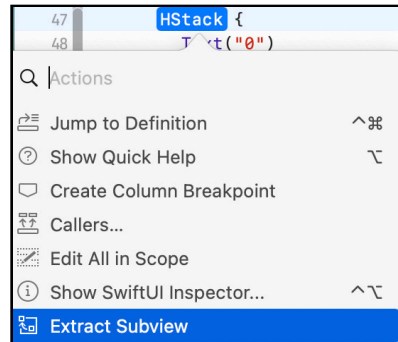 47 HStack {
48 Text("0")
Actions
Jump to Definition ^⌘
Show Quick Help ⌥
Create Column Breakpoint
Callers...
Edit All in Scope
Show SwiftUI Inspector... ^⌥
Extract Subview